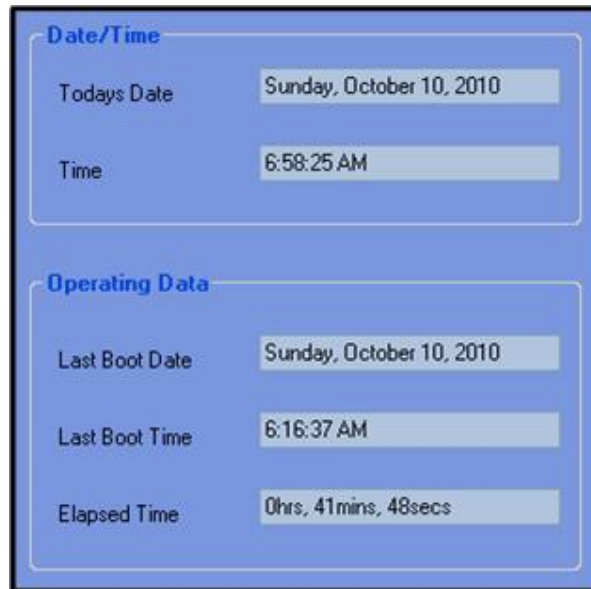 Date/Time
Todays Date Sunday, October 10, 2010
Time 6:58:25 AM
Operating Data
Last Boot Date Sunday, October 10, 2010
Last Boot Time 6:16:37 AM
Elapsed Time 0hrs, 41mins, 48secs